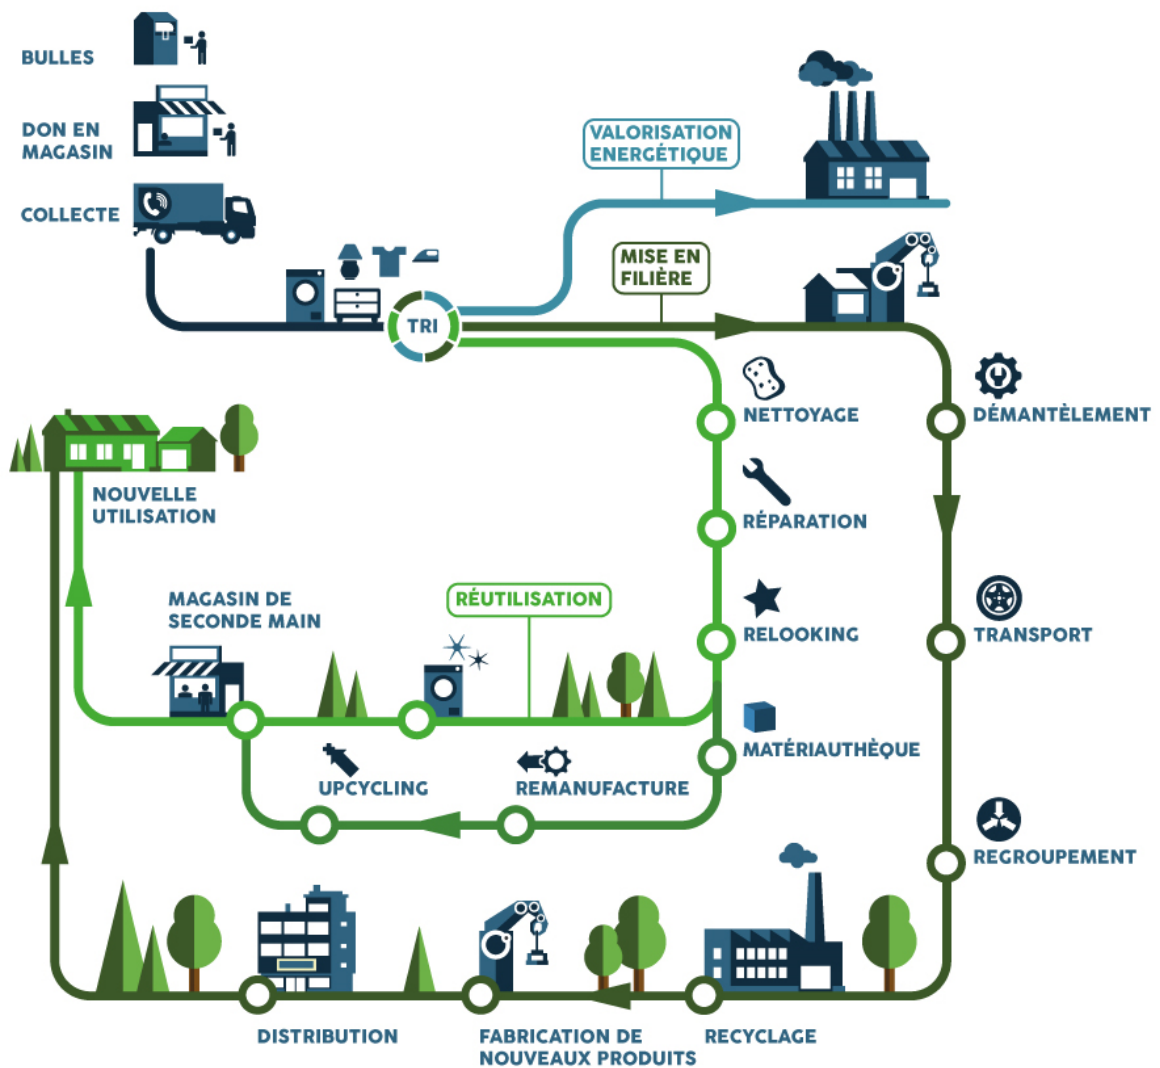 BULLES
DON EN
MAGASIN
COLLECTE
VALORISATION
ENERGÉTIQUE
MISE EN
FILIÈRE
TRI
NETTOYAGE
DÉMANTÈLEMENT
NOUVELLE
UTILISATION
RÉPARATION
MAGASIN DE
SECONDE MAIN
RÉUTILISATION
RELOOKING
TRANSPORT
MATÉRIAUTHÈQUE
UPCYCLING
REMANUFACTURE
REGROUPEMENT
DISTRIBUTION
FABRICATION DE
NOUVEAUX PRODUITS
RECYCLAGE